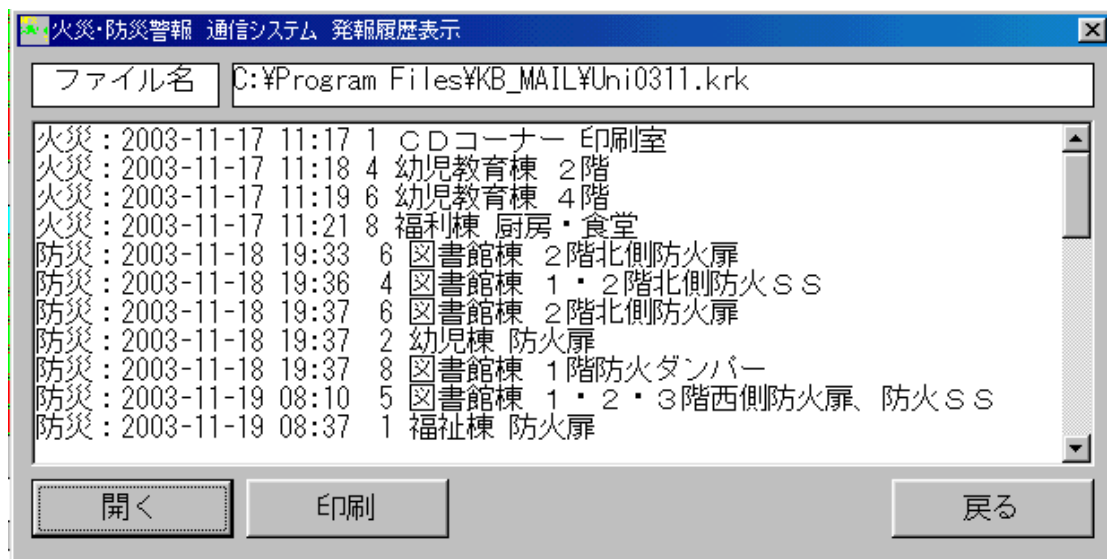 火災・防災警報 通信システム 発報履歴表示
ファイル名 C:¥Program Files¥KB_MAIL¥Uni0311.krk
火災：2003-11-17 11:17 1 ＣＤコーナー 印刷室
火災：2003-11-17 11:18 4 幼児教育棟 ２階
火災：2003-11-17 11:19 6 幼児教育棟 ４階
火災：2003-11-17 11:21 8 福利棟 厨房・食堂
防災：2003-11-18 19:33 6 図書館棟 ２階北側防火扉
防災：2003-11-18 19:36 4 図書館棟 １・２階北側防火ＳＳ
防災：2003-11-18 19:37 6 図書館棟 ２階北側防火扉
防災：2003-11-18 19:37 2 幼児棟 防火扉
防災：2003-11-18 19:37 8 図書館棟 １階防火ダンパー
防災：2003-11-19 08:10 5 図書館棟 １・２・３階西側防火扉、防火ＳＳ
防災：2003-11-19 08:37 1 福祉棟 防火扉
開く 印刷 戻る